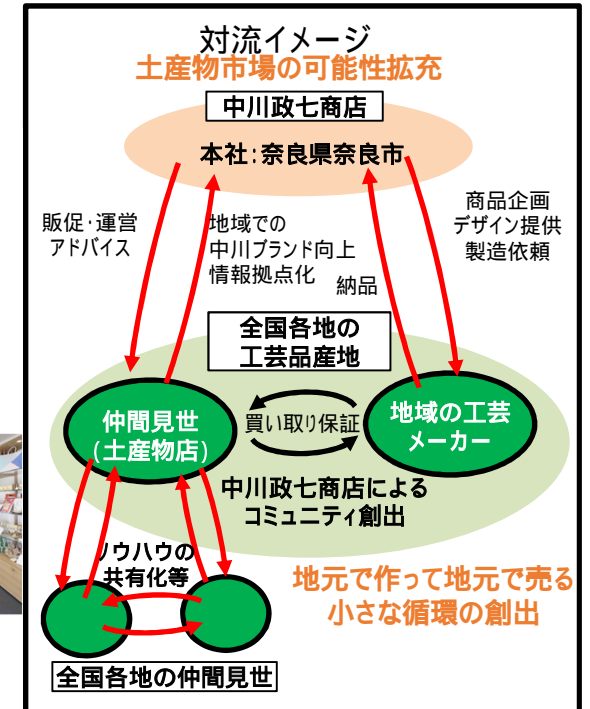 対流イメージ
土産物市場の可能性拡充
中川政七商店
本社:奈良県奈良市
販促・運営
アドバイス
地域での
中川ブランド向上
情報拠点化
納品
商品企画
デザイン提供
製造依頼
全国各地の
工芸品産地
仲間見世
(土産物店)
買い取り保証
地域の工芸
メーカー
中川政七商店による
コミュニティ創出
ノウハウの
共有化等
地元で作って地元で売る
小さな循環の創出
全国各地の仲間見世